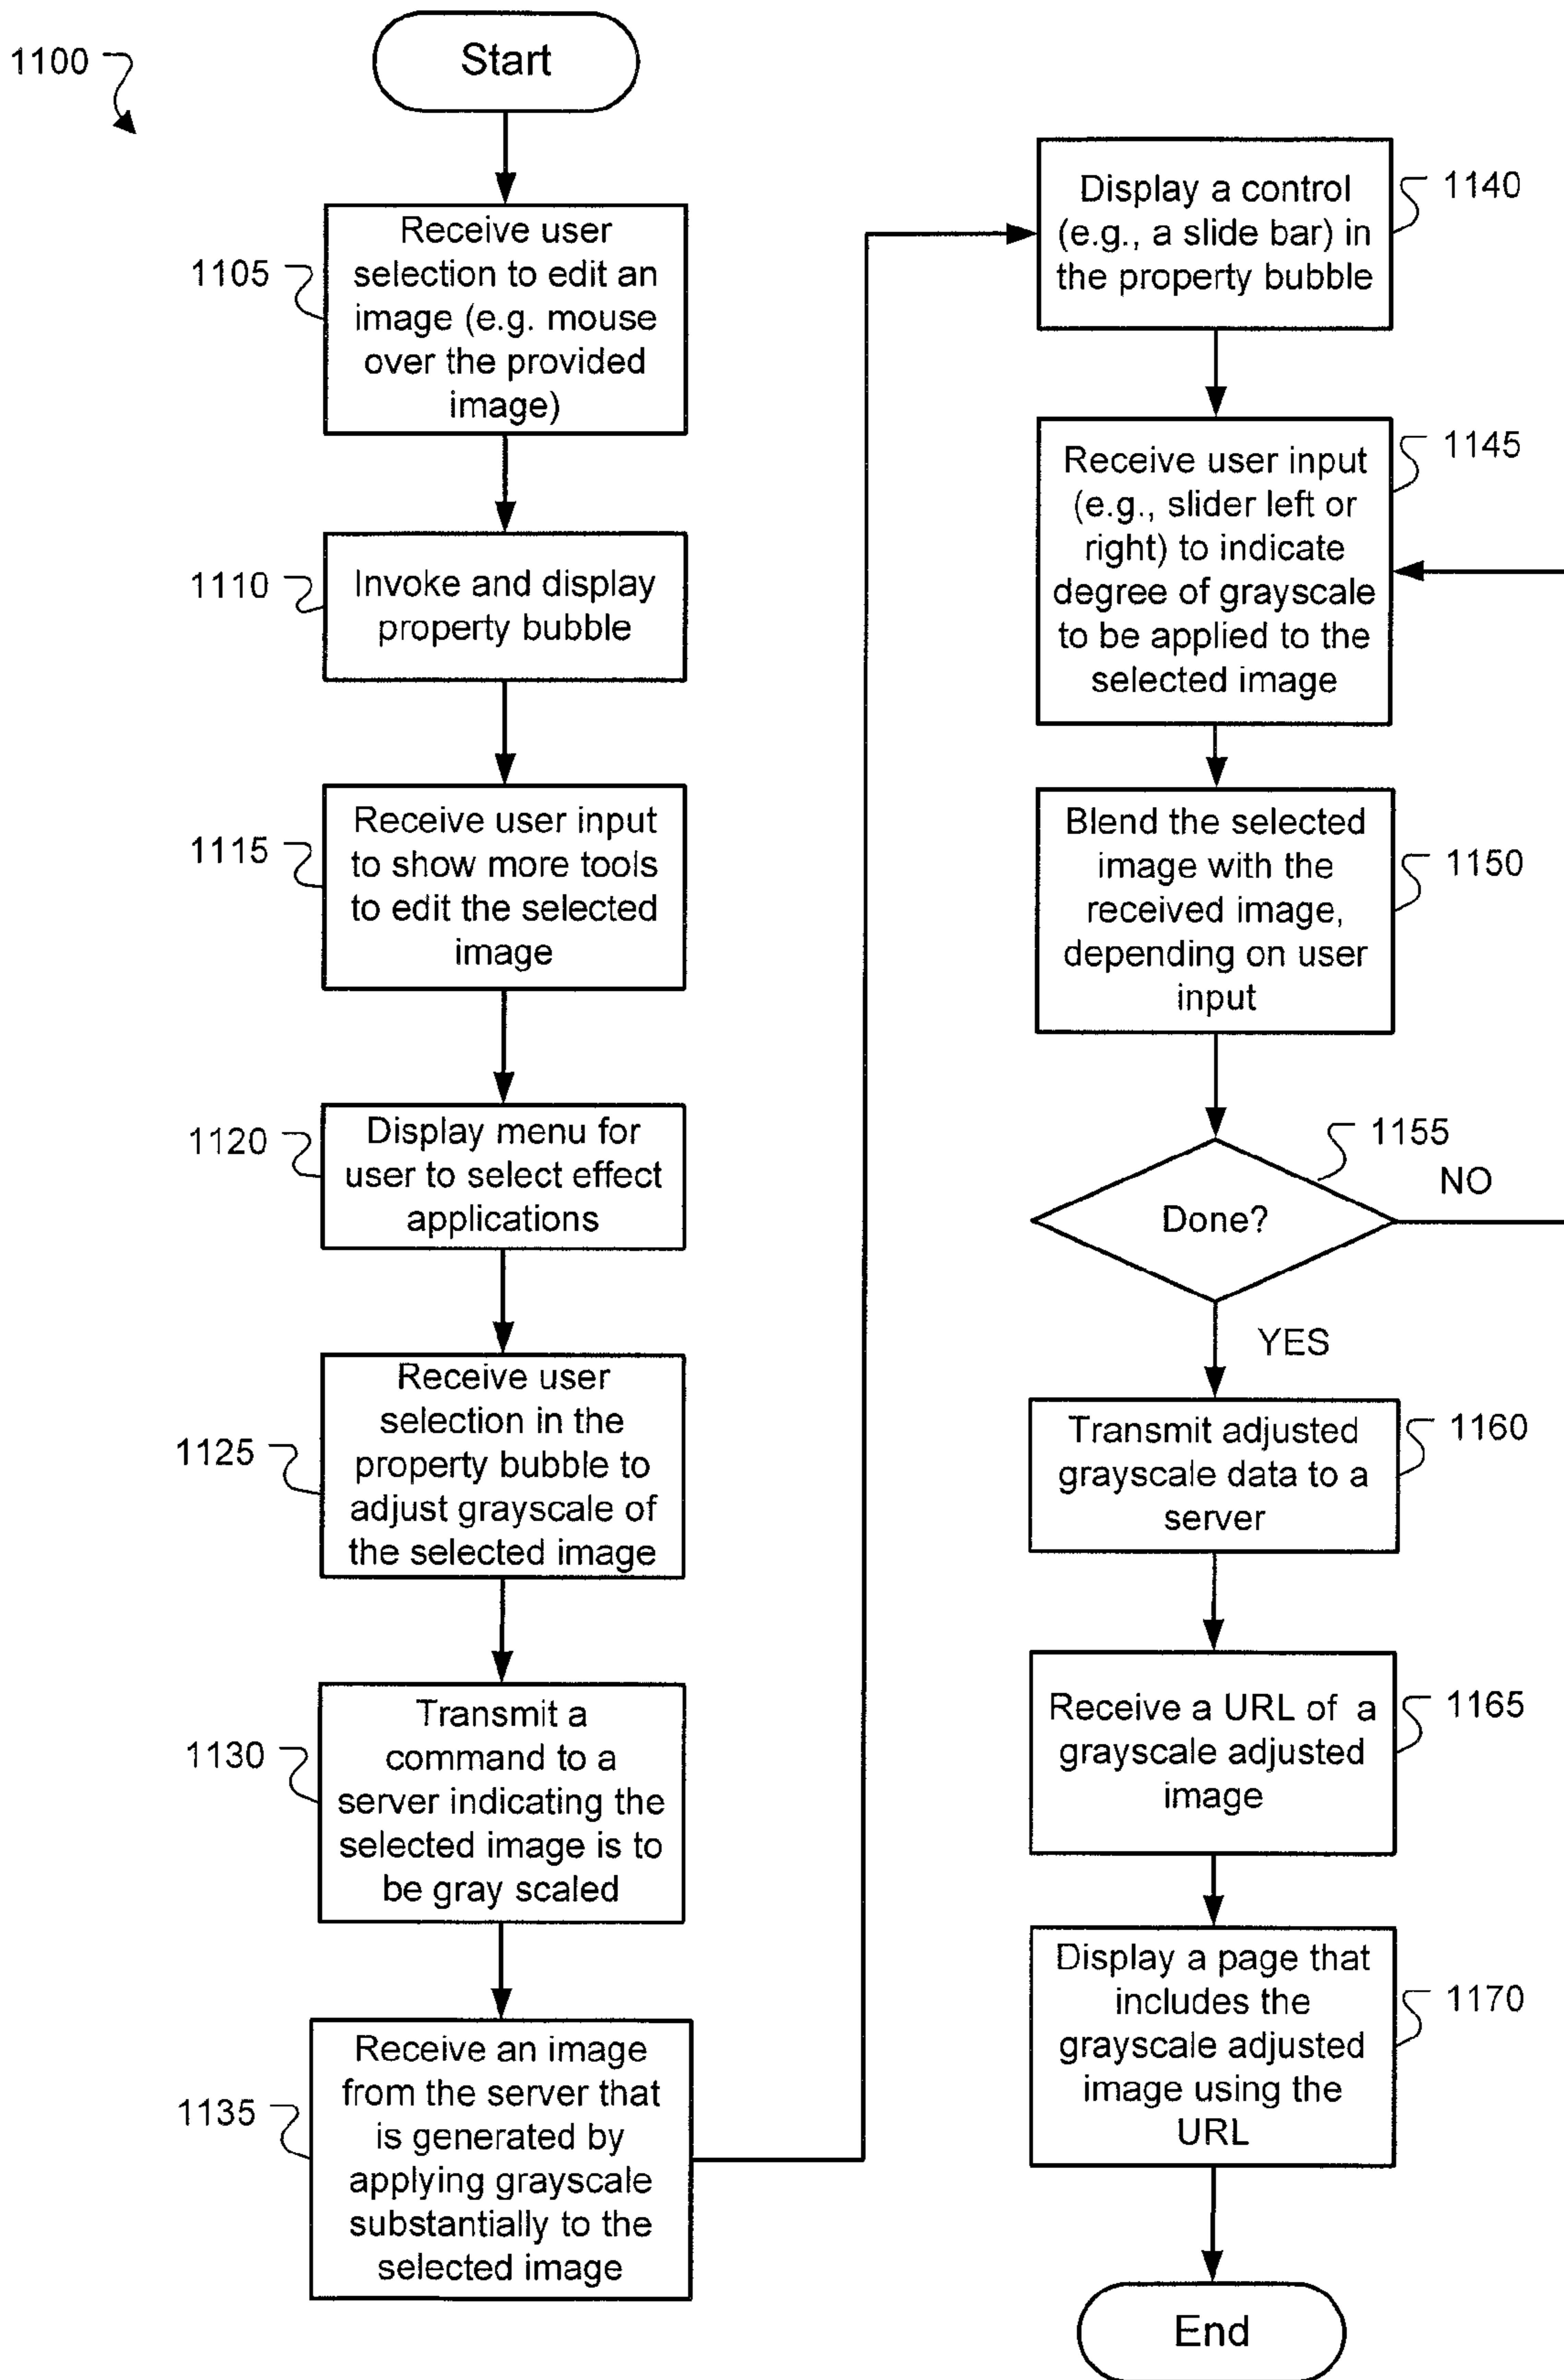 1100
Start
1105
Receive user
selection to edit an
image (e.g. mouse
over the provided
image)
1110
Invoke and display
property bubble
1115
Receive user input
to show more tools
to edit the selected
image
1120
Display menu for
user to select effect
applications
1125
Receive user
selection in the
property bubble to
adjust grayscale of
the selected image
1130
Transmit a
command to a
server indicating the
selected image is to
be gray scaled
1135
Receive an image
from the server that
is generated by
applying grayscale
substantially to the
selected image
Display a control
(e.g., a slide bar) in
the property bubble
1140
Receive user input
(e.g., slider left or
right) to indicate
degree of grayscale
to be applied to the
selected image
1145
Blend the selected
image with the
received image,
depending on user
input
1150
Done?
1155
NO
YES
Transmit adjusted
grayscale data to a
server
1160
Receive a URL of a
grayscale adjusted
image
1165
Display a page that
includes the
grayscale adjusted
image using the
URL
1170
End